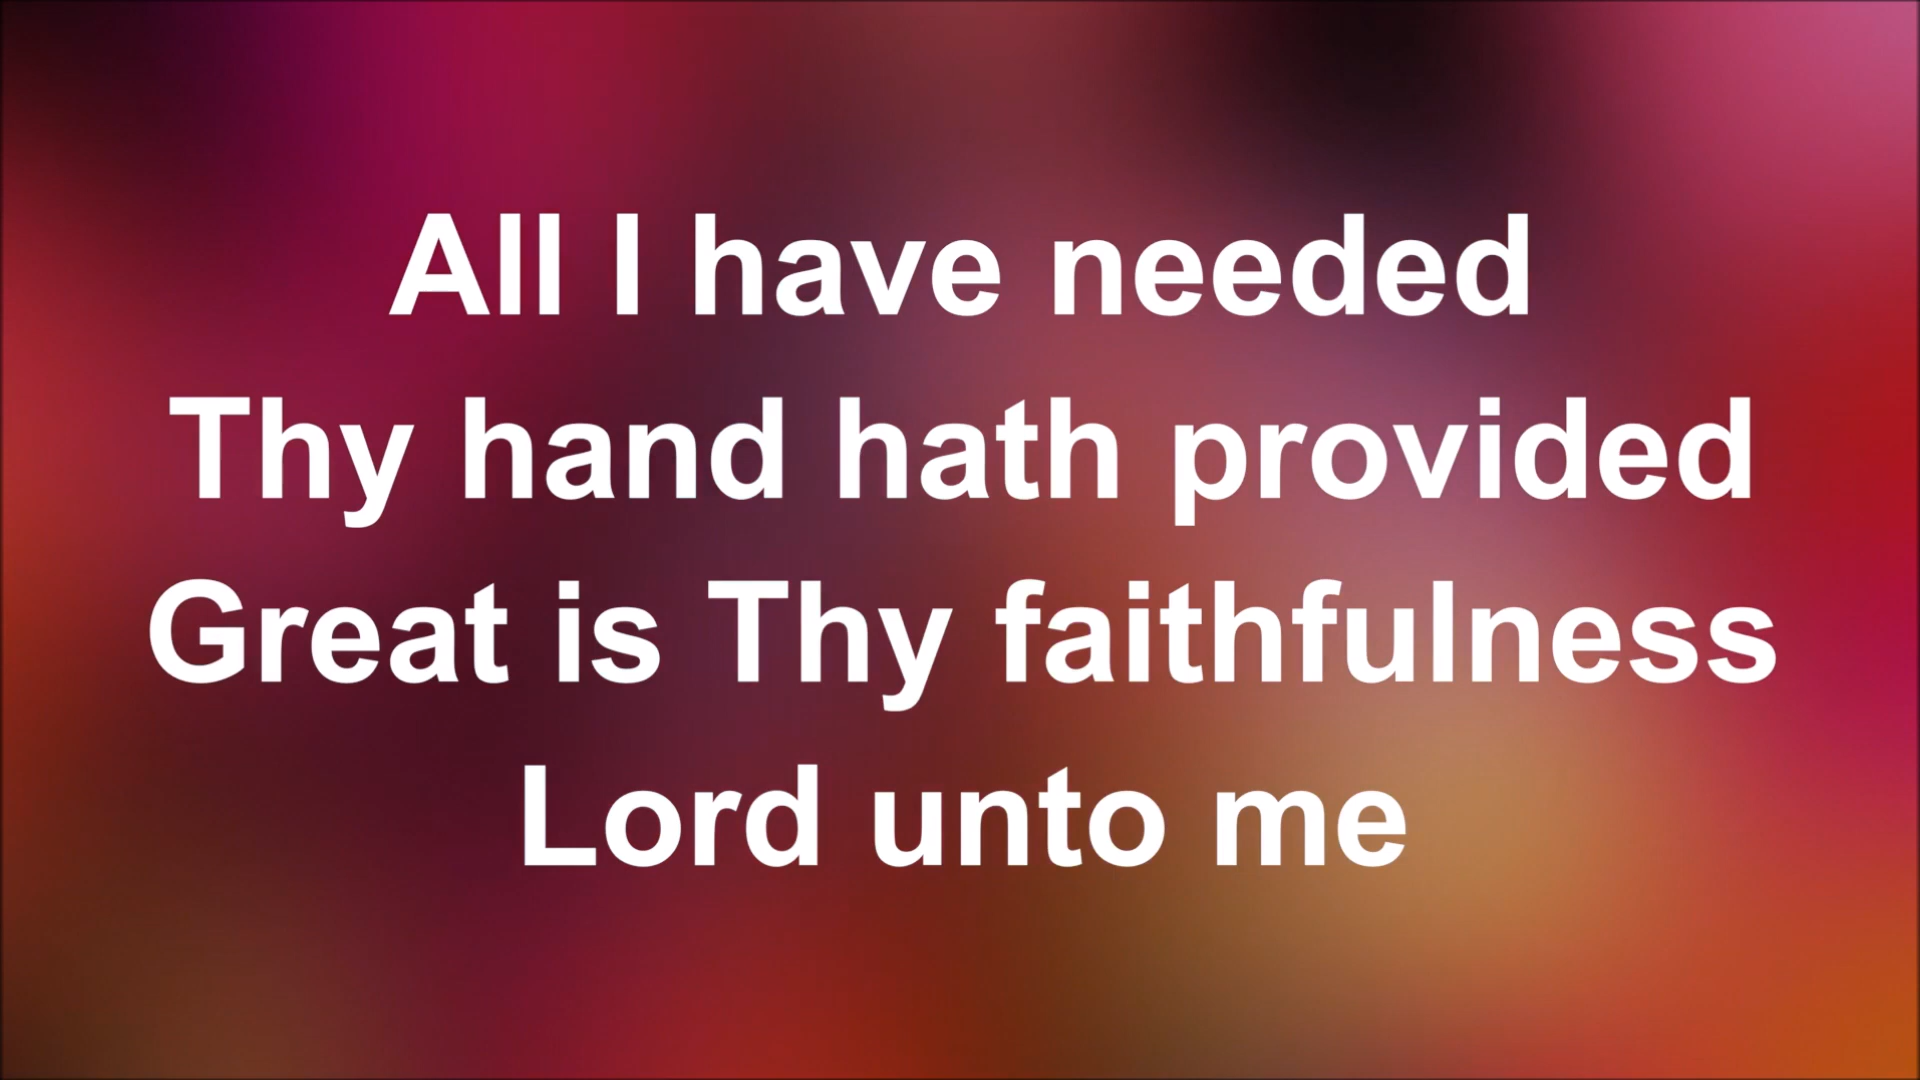 All I have needed
Thy hand hath provided
Great is Thy faithfulness
Lord unto me